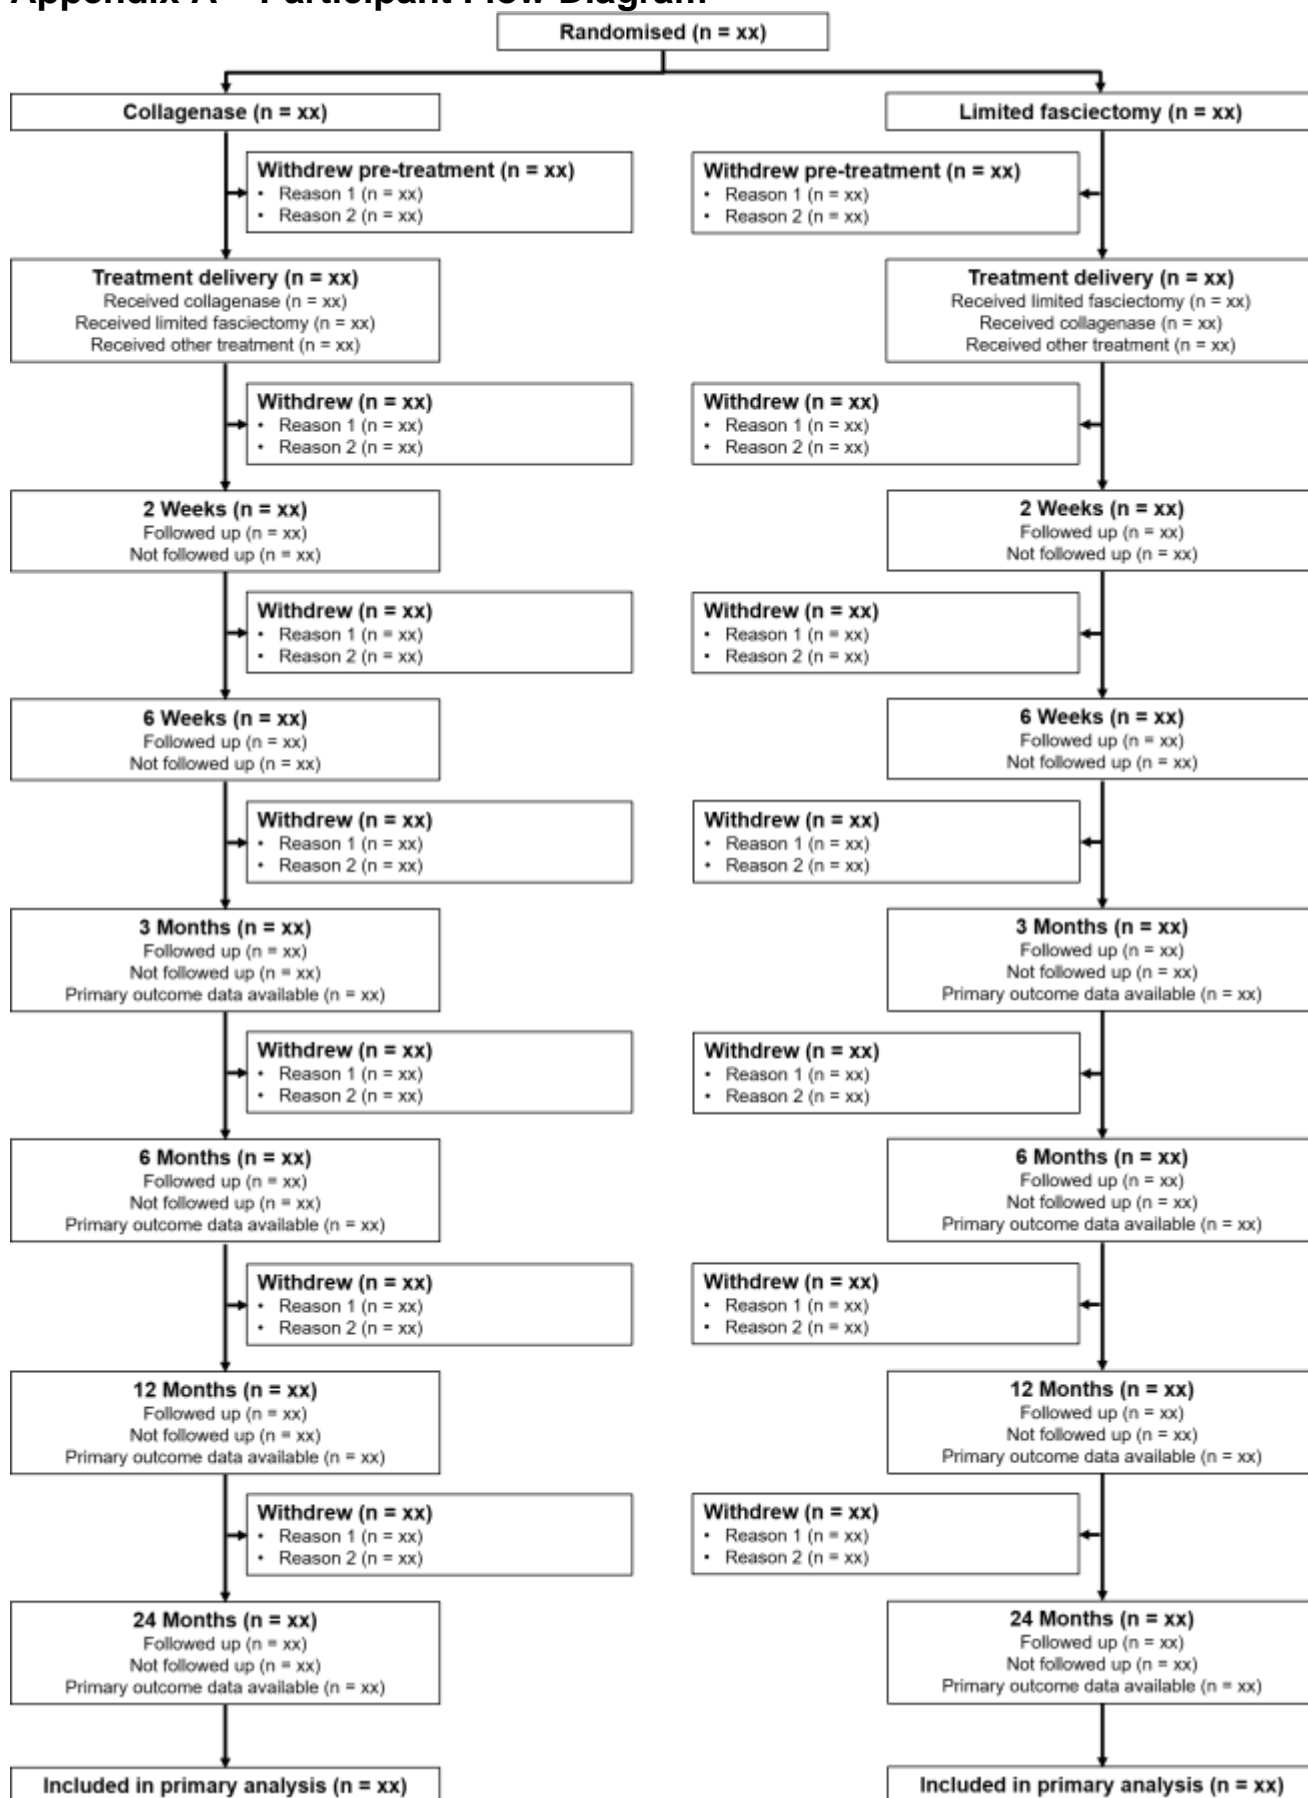 Appendix A – Participant Flow Diagram
Randomised (n = xx)
Collagenase (n = xx)
Limited fasciectomy (n = xx)
Withdrew pre-treatment (n = xx)
• Reason 1 (n = xx)
• Reason 2 (n = xx)
Withdrew pre-treatment (n = xx)
• Reason 1 (n = xx)
• Reason 2 (n = xx)
Treatment delivery (n = xx)
Received collagenase (n = xx)
Received limited fasciectomy (n = xx)
Received other treatment (n = xx)
Treatment delivery (n = xx)
Received limited fasciectomy (n = xx)
Received collagenase (n = xx)
Received other treatment (n = xx)
Withdrew (n = xx)
• Reason 1 (n = xx)
• Reason 2 (n = xx)
Withdrew (n = xx)
• Reason 1 (n = xx)
• Reason 2 (n = xx)
2 Weeks (n = xx)
Followed up (n = xx)
Not followed up (n = xx)
2 Weeks (n = xx)
Followed up (n = xx)
Not followed up (n = xx)
Withdrew (n = xx)
• Reason 1 (n = xx)
• Reason 2 (n = xx)
Withdrew (n = xx)
• Reason 1 (n = xx)
• Reason 2 (n = xx)
6 Weeks (n = xx)
Followed up (n = xx)
Not followed up (n = xx)
6 Weeks (n = xx)
Followed up (n = xx)
Not followed up (n = xx)
Withdrew (n = xx)
• Reason 1 (n = xx)
• Reason 2 (n = xx)
Withdrew (n = xx)
• Reason 1 (n = xx)
• Reason 2 (n = xx)
3 Months (n = xx)
Followed up (n = xx)
Not followed up (n = xx)
Primary outcome data available (n = xx)
3 Months (n = xx)
Followed up (n = xx)
Not followed up (n = xx)
Primary outcome data available (n = xx)
Withdrew (n = xx)
• Reason 1 (n = xx)
• Reason 2 (n = xx)
Withdrew (n = xx)
• Reason 1 (n = xx)
• Reason 2 (n = xx)
6 Months (n = xx)
Followed up (n = xx)
Not followed up (n = xx)
Primary outcome data available (n = xx)
6 Months (n = xx)
Followed up (n = xx)
Not followed up (n = xx)
Primary outcome data available (n = xx)
Withdrew (n = xx)
• Reason 1 (n = xx)
• Reason 2 (n = xx)
Withdrew (n = xx)
• Reason 1 (n = xx)
• Reason 2 (n = xx)
12 Months (n = xx)
Followed up (n = xx)
Not followed up (n = xx)
Primary outcome data available (n = xx)
12 Months (n = xx)
Followed up (n = xx)
Not followed up (n = xx)
Primary outcome data available (n = xx)
Withdrew (n = xx)
• Reason 1 (n = xx)
• Reason 2 (n = xx)
Withdrew (n = xx)
• Reason 1 (n = xx)
• Reason 2 (n = xx)
24 Months (n = xx)
Followed up (n = xx)
Not followed up (n = xx)
Primary outcome data available (n = xx)
24 Months (n = xx)
Followed up (n = xx)
Not followed up (n = xx)
Primary outcome data available (n = xx)
Included in primary analysis (n = xx)
Included in primary analysis (n = xx)